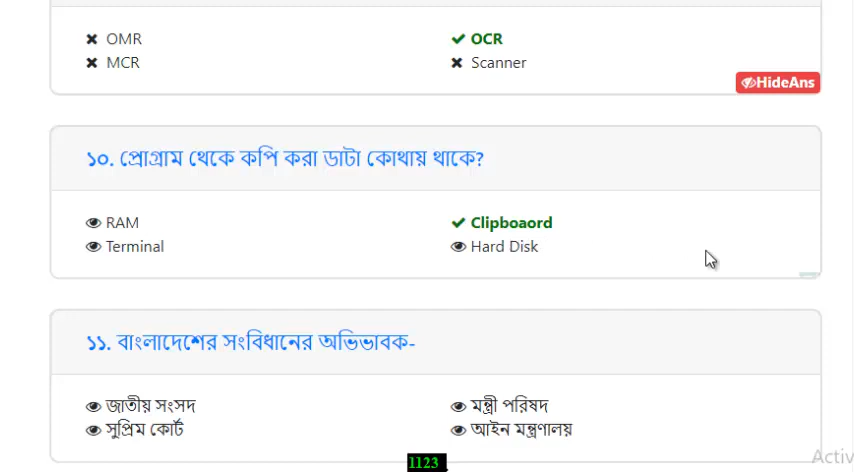 OMR
OCR
MCR
Scanner
HideAns
১০. প্রোগ্রাম থেকে কপি করা ডাটা কোথায় থাকে?
RAM
Clipboaord
Terminal
Hard Disk
১১. বাংলাদেশের সংবিধানের অভিভাবক-
জাতীয় সংসদ
মন্ত্রী পরিষদ
সুপ্রিম কোর্ট
আইন মন্ত্রণালয়
1123
Activ